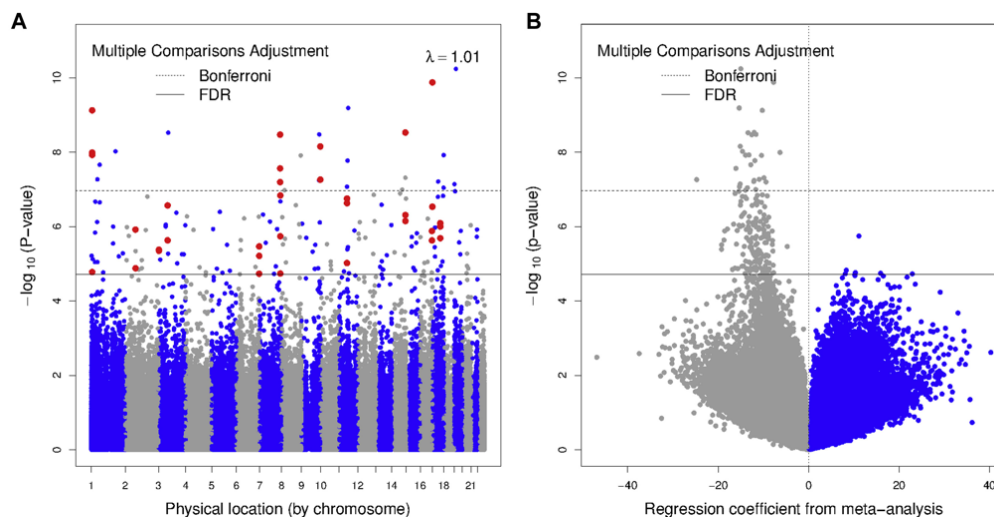 A
Multiple Comparisons Adjustment
λ = 1.01
Bonferroni
FDR
−log10 (P−value)
0 2 4 6 8 10
1 2 3 4 5 6 7 8 9 10 12 14 16 18 21
Physical location (by chromosome)
B
Multiple Comparisons Adjustment
Bonferroni
FDR
−log10 (p−value)
0 2 4 6 8 10
−40 −20 0 20 40
Regression coefficient from meta−analysis